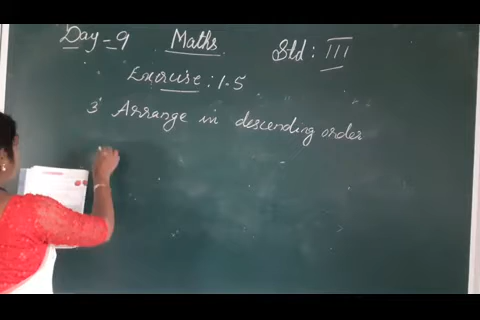 Day-9 Maths Std: III
Exercise: 1.5
3. Arrange in descending order